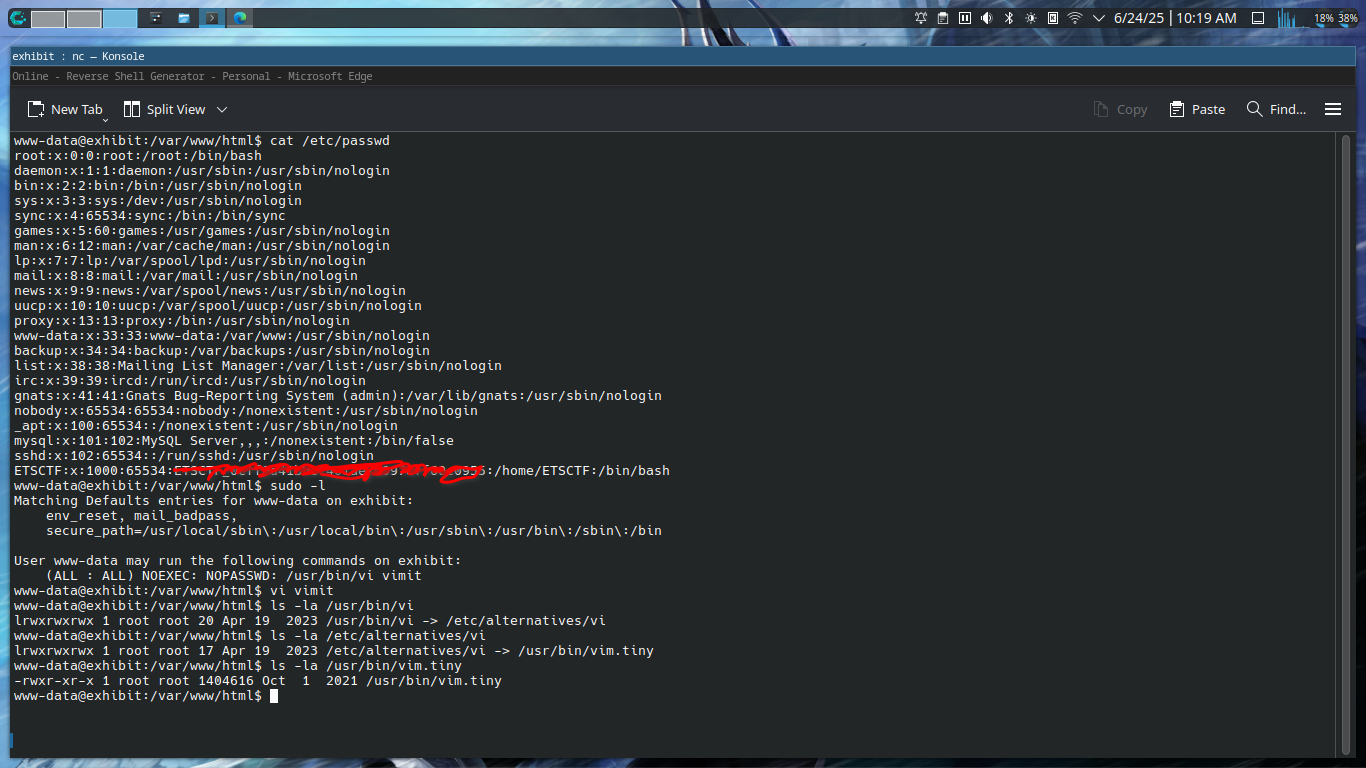 6/24/25 | 10:19 AM
18% 38%
exhibit : nc — Konsole
Online - Reverse Shell Generator - Personal - Microsoft Edge
New Tab Split View Copy Paste Find...
www-data@exhibit:/var/www/html$ cat /etc/passwd
root:x:0:0:root:/root:/bin/bash
daemon:x:1:1:daemon:/usr/sbin:/usr/sbin/nologin
bin:x:2:2:bin:/bin:/usr/sbin/nologin
sys:x:3:3:sys:/dev:/usr/sbin/nologin
sync:x:4:65534:sync:/bin:/bin/sync
games:x:5:60:games:/usr/games:/usr/sbin/nologin
man:x:6:12:man:/var/cache/man:/usr/sbin/nologin
lp:x:7:7:lp:/var/spool/lpd:/usr/sbin/nologin
mail:x:8:8:mail:/var/mail:/usr/sbin/nologin
news:x:9:9:news:/var/spool/news:/usr/sbin/nologin
uucp:x:10:10:uucp:/var/spool/uucp:/usr/sbin/nologin
proxy:x:13:13:proxy:/bin:/usr/sbin/nologin
www-data:x:33:33:www-data:/var/www:/usr/sbin/nologin
backup:x:34:34:backup:/var/backups:/usr/sbin/nologin
list:x:38:38:Mailing List Manager:/var/list:/usr/sbin/nologin
irc:x:39:39:ircd:/run/ircd:/usr/sbin/nologin
gnats:x:41:41:Gnats Bug-Reporting System (admin):/var/lib/gnats:/usr/sbin/nologin
nobody:x:65534:65534:nobody:/nonexistent:/usr/sbin/nologin
_apt:x:100:65534::/nonexistent:/usr/sbin/nologin
mysql:x:101:102:MySQL Server,,,:/nonexistent:/bin/false
sshd:x:102:65534::/run/sshd:/usr/sbin/nologin
ETSCTF:x:1000:65534: :/home/ETSCTF:/bin/bash
www-data@exhibit:/var/www/html$ sudo -l
Matching Defaults entries for www-data on exhibit:
env_reset, mail_badpass,
secure_path=/usr/local/sbin\:/usr/local/bin\:/usr/sbin\:/usr/bin\:/sbin\:/bin
User www-data may run the following commands on exhibit:
(ALL : ALL) NOEXEC: NOPASSWD: /usr/bin/vi vimit
www-data@exhibit:/var/www/html$ vi vimit
www-data@exhibit:/var/www/html$ ls -la /usr/bin/vi
lrwxrwxrwx 1 root root 20 Apr 19  2023 /usr/bin/vi -> /etc/alternatives/vi
www-data@exhibit:/var/www/html$ ls -la /etc/alternatives/vi
lrwxrwxrwx 1 root root 17 Apr 19  2023 /etc/alternatives/vi -> /usr/bin/vim.tiny
www-data@exhibit:/var/www/html$ ls -la /usr/bin/vim.tiny
-rwxr-xr-x 1 root root 1404616 Oct  1  2021 /usr/bin/vim.tiny
www-data@exhibit:/var/www/html$